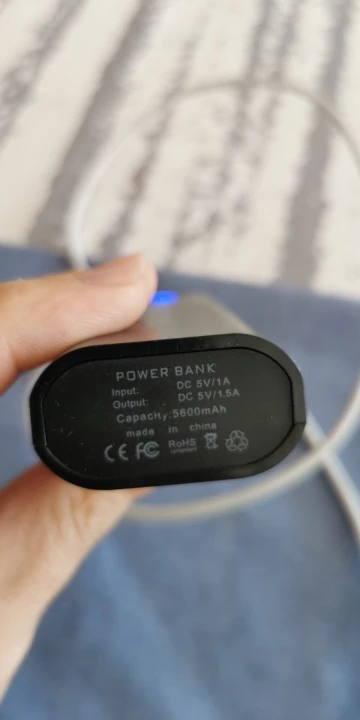 POWER BANK
Input: DC 5V/1A
Output: DC 5V/1.5A
Capacity:5600mAh
made in china
CE FC RoHS
compliant